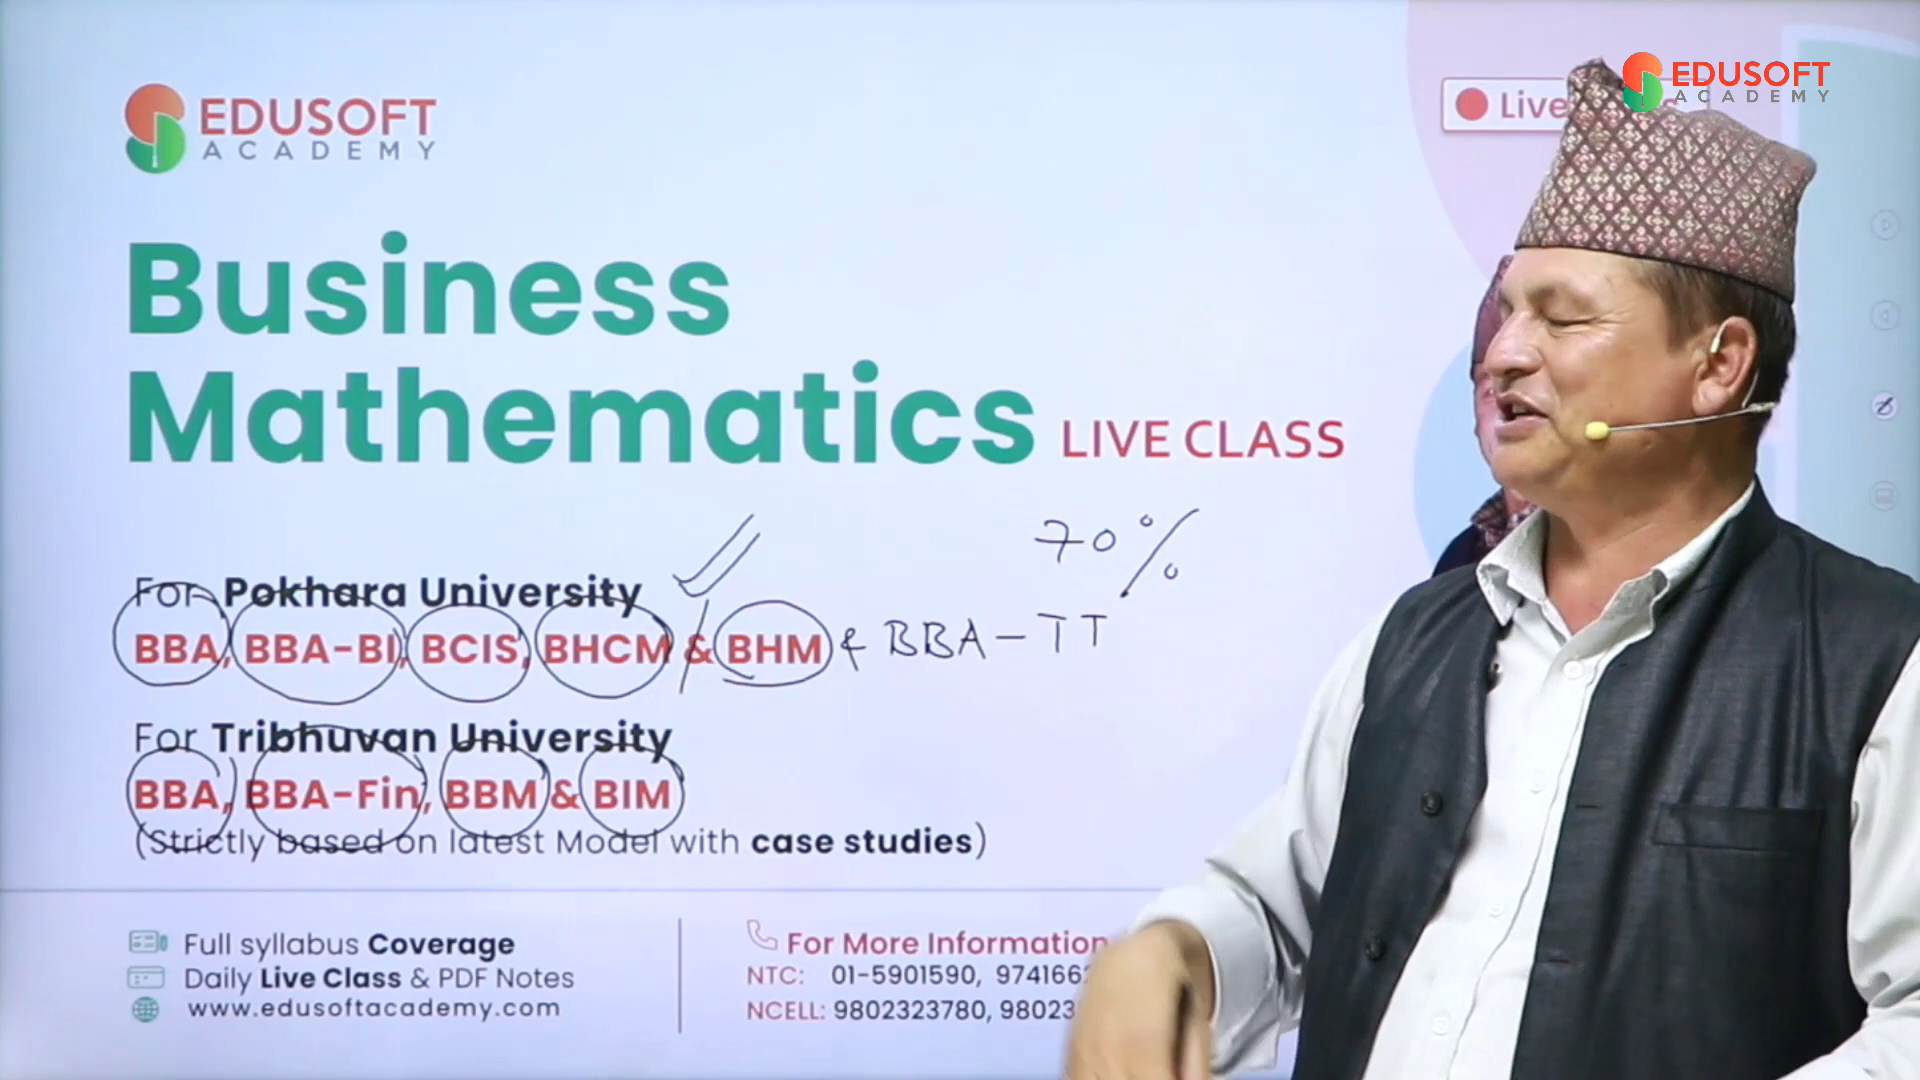 EDUSOFT
ACADEMY
Live
EDUSOFT
ACADEMY
Business
Mathematics LIVE CLASS
70%
For Pokhara University
BBA, BBA-BI, BCIS, BHCM & BHM & BBA-TT
For Tribhuvan University
BBA, BBA-Fin, BBM & BIM
(Strictly based on latest Model with case studies)
Full syllabus Coverage
Daily Live Class & PDF Notes
www.edusoftacademy.com
For More Information
NTC: 01-5901590, 974166
NCELL: 9802323780, 98023